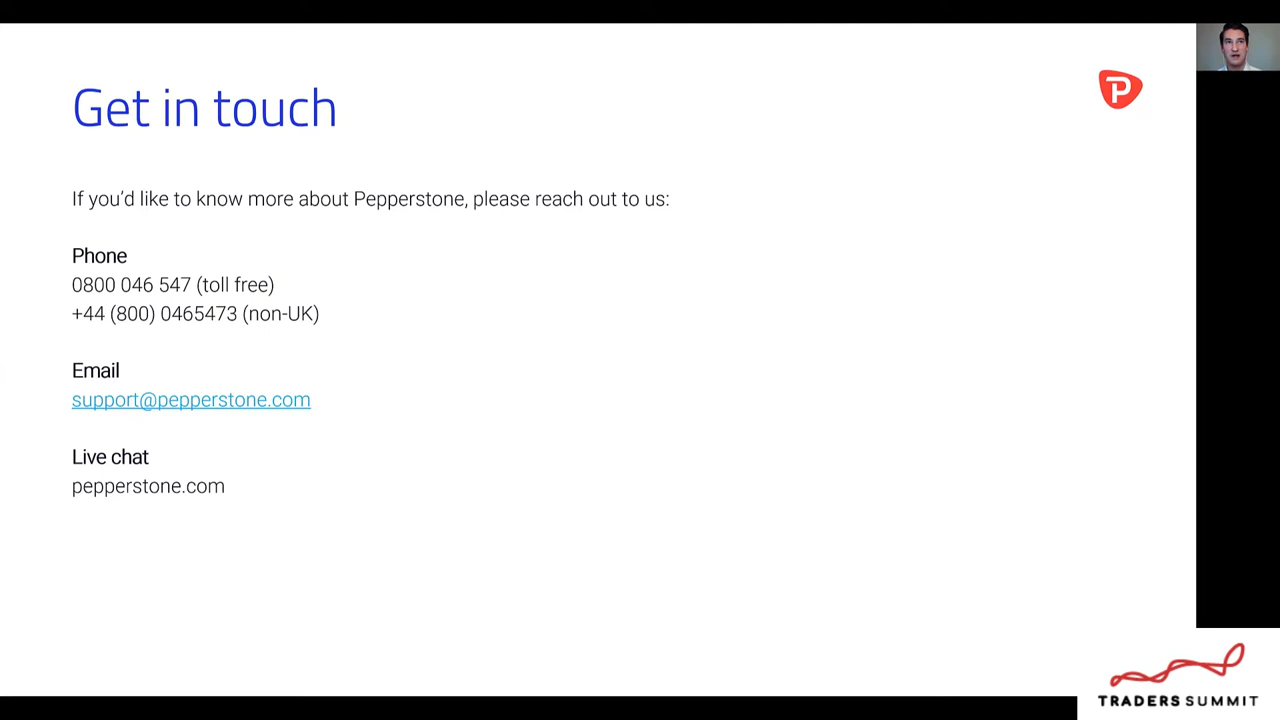 Get in touch
If you'd like to know more about Pepperstone, please reach out to us:
Phone
0800 046 547 (toll free)
+44 (800) 0465473 (non-UK)
Email
support@pepperstone.com
Live chat
pepperstone.com
P
TRADERS SUMMIT